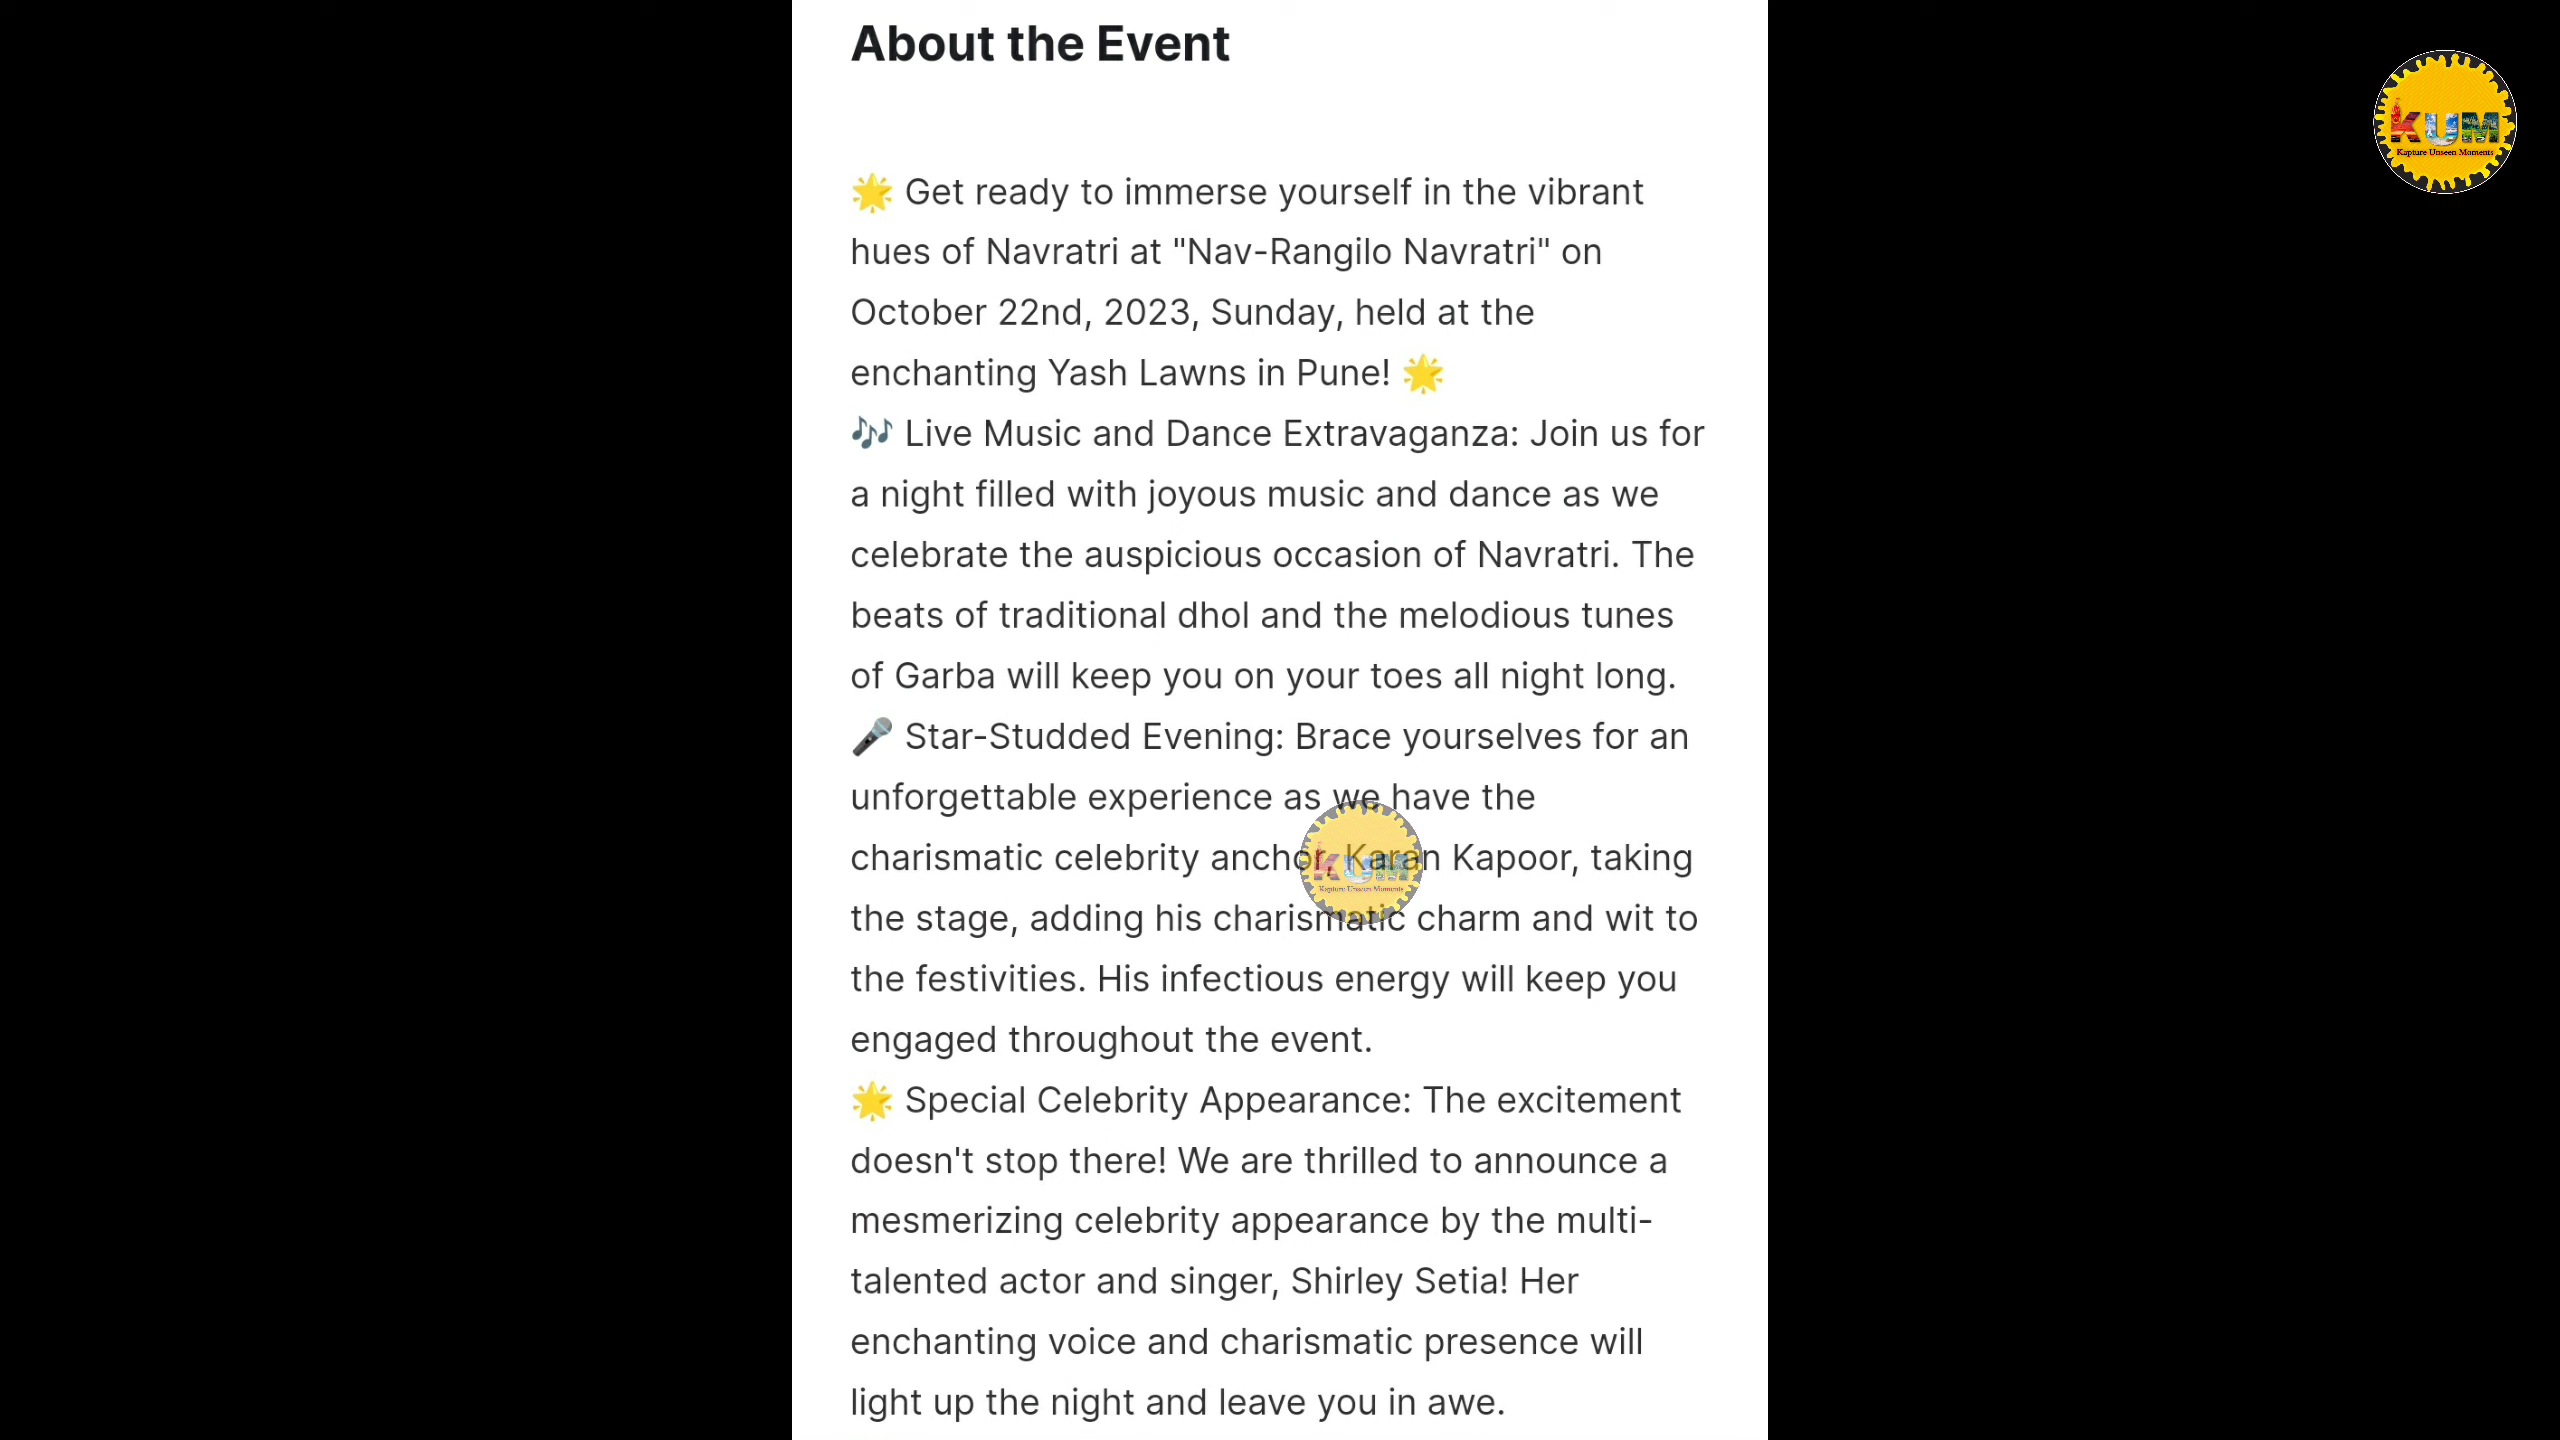 About the Event
KUM
Kapture Unseen Moments
🌟 Get ready to immerse yourself in the vibrant
hues of Navratri at "Nav-Rangilo Navratri" on
October 22nd, 2023, Sunday, held at the
enchanting Yash Lawns in Pune! 🌟
🎶 Live Music and Dance Extravaganza: Join us for
a night filled with joyous music and dance as we
celebrate the auspicious occasion of Navratri. The
beats of traditional dhol and the melodious tunes
of Garba will keep you on your toes all night long.
🎤 Star-Studded Evening: Brace yourselves for an
unforgettable experience as we have the
charismatic celebrity anchor, Karan Kapoor, taking
KUM
Kapture Unseen Moments
the stage, adding his charismatic charm and wit to
the festivities. His infectious energy will keep you
engaged throughout the event.
🌟 Special Celebrity Appearance: The excitement
doesn't stop there! We are thrilled to announce a
mesmerizing celebrity appearance by the multi-
talented actor and singer, Shirley Setia! Her
enchanting voice and charismatic presence will
light up the night and leave you in awe.